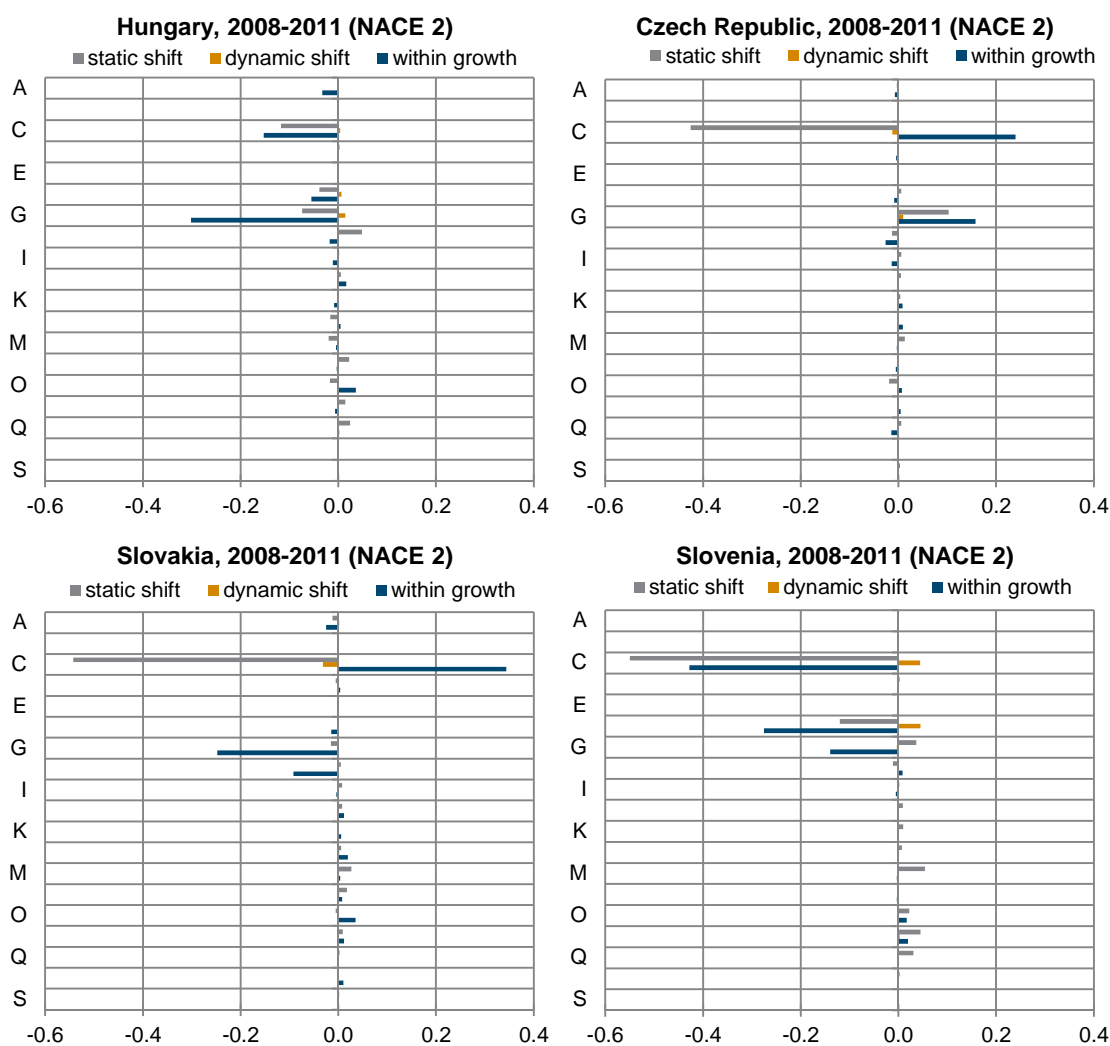 Hungary, 2008-2011 (NACE 2)
static shift dynamic shift within growth
A
C
E
G
I
K
M
O
Q
S
-0.6 -0.4 -0.2 0.0 0.2 0.4
Czech Republic, 2008-2011 (NACE 2)
static shift dynamic shift within growth
A
C
E
G
I
K
M
O
Q
S
-0.6 -0.4 -0.2 0.0 0.2 0.4
Slovakia, 2008-2011 (NACE 2)
static shift dynamic shift within growth
A
C
E
G
I
K
M
O
Q
S
-0.6 -0.4 -0.2 0.0 0.2 0.4
Slovenia, 2008-2011 (NACE 2)
static shift dynamic shift within growth
A
C
E
G
I
K
M
O
Q
S
-0.6 -0.4 -0.2 0.0 0.2 0.4